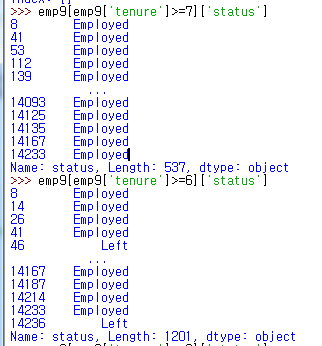 Index: []
>>> emp9[emp9['tenure']>=7]['status']
8        Employed
41       Employed
53       Employed
112      Employed
139      Employed
           ...
14093    Employed
14125    Employed
14135    Employed
14167    Employed
14233    Employed
Name: status, Length: 537, dtype: object
>>> emp9[emp9['tenure']>=6]['status']
8        Employed
14       Employed
26       Employed
41       Employed
46           Left
           ...
14167    Employed
14187    Employed
14214    Employed
14233    Employed
14236        Left
Name: status, Length: 1201, dtype: object